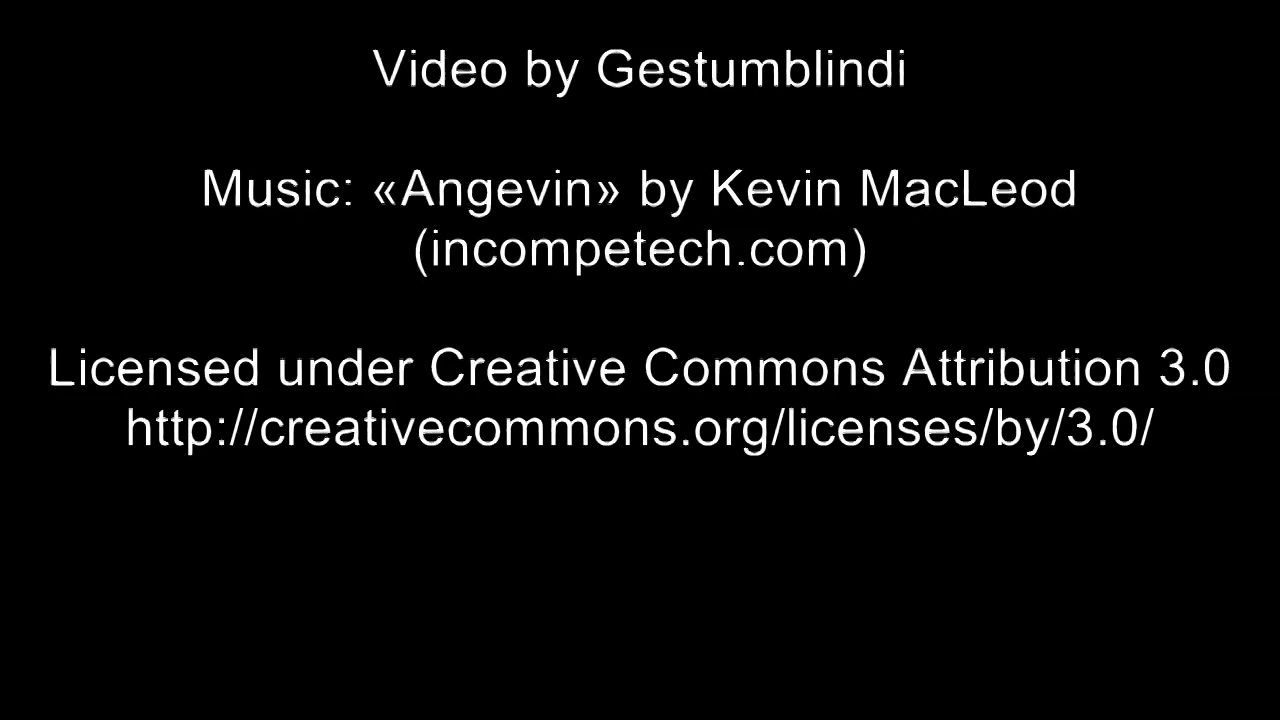 Video by Gestumblindi
Music: «Angevin» by Kevin MacLeod
(incompetech.com)
Licensed under Creative Commons Attribution 3.0
http://creativecommons.org/licenses/by/3.0/